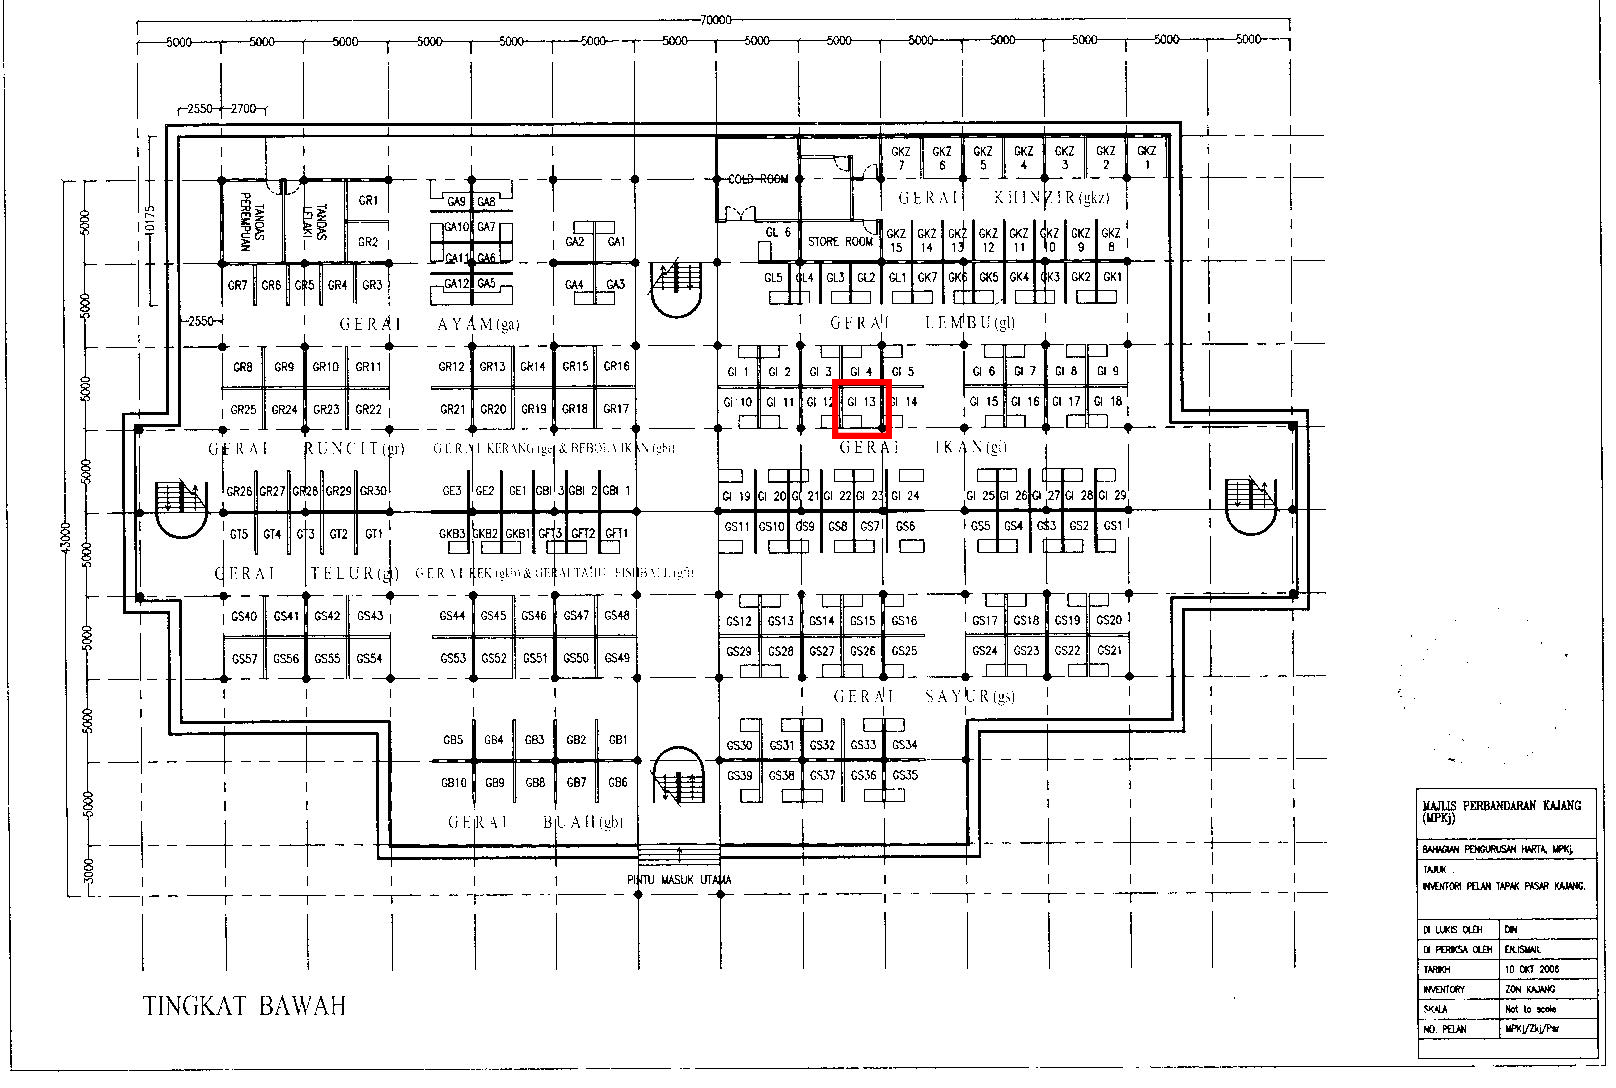 70000
5000 5000 5000 5000 5000 5000 5000 5000 5000 5000 5000 5000 5000 5000
2550 2700
GKZ 7 GKZ 6 GKZ 5 GKZ 4 GKZ 3 GKZ 2 GKZ 1
COLD ROOM
GERAI KHINZIR(gkz)
TANDAS PEREMPUAN
TANDAS LELAKI
GR1
GR2
GA9 GA8
GA10 GA7
GA11 GA6
GA12 GA5
GA2 GA1
GA4 GA3
GL 6
STORE ROOM
GKZ 15 GKZ 14 GKZ 13 GKZ 12 GKZ 11 GKZ 10 GKZ 9 GKZ 8
10175
GR7 GR6 GR5 GR4 GR3
GL5 GL4 GL3 GL2 GL1 GK7 GK6 GK5 GK4 GK3 GK2 GK1
2550
GERAI AYAM(ga)
GERAI LEMBU(gl)
GR8 GR9 GR10 GR11 GR12 GR13 GR14 GR15 GR16
GI 1 GI 2 GI 3 GI 4 GI 5 GI 6 GI 7 GI 8 GI 9
GR25 GR24 GR23 GR22 GR21 GR20 GR19 GR18 GR17
GI 10 GI 11 GI 12 GI 13 GI 14 GI 15 GI 16 GI 17 GI 18
GERAI RUNCIT(gr)
GERAI KERANG(ge) & BEBOLA IKAN(gbi)
GERAI IKAN(gi)
GR26 GR27 GR28 GR29 GR30 GE3 GE2 GE1 GBI 3 GBI 2 GBI 1
GI 19 GI 20 GI 21 GI 22 GI 23 GI 24 GI 25 GI 26 GI 27 GI 28 GI 29
GT5 GT4 GT3 GT2 GT1 GKB3 GKB2 GKB1 GFT3 GFT2 GFT1
GS11 GS10 GS9 GS8 GS7 GS6 GS5 GS4 GS3 GS2 GS1
GERAI TELUR(gt)
GERAI KEK(gkb) & GERAI TAHU FISHBALL(gft)
GS40 GS41 GS42 GS43 GS44 GS45 GS46 GS47 GS48
GS12 GS13 GS14 GS15 GS16 GS17 GS18 GS19 GS20
GS57 GS56 GS55 GS54 GS53 GS52 GS51 GS50 GS49
GS29 GS28 GS27 GS26 GS25 GS24 GS23 GS22 GS21
GERAI SAYUR(gs)
GB5 GB4 GB3 GB2 GB1
GS30 GS31 GS32 GS33 GS34
GB10 GB9 GB8 GB7 GB6
GS39 GS38 GS37 GS36 GS35
GERAI BUAH(gb)
PINTU MASUK UTAMA
5000
5000
5000
5000
5000
5000
5000
5000
3000
43000
TINGKAT BAWAH
MAJLIS PERBANDARAN KAJANG
(MPKj)
BAHAGIAN PENGURUSAN HARTA, MPKj.
TAJUK :
INVENTORI PELAN TAPAK PASAR KAJANG.
DI LUKIS OLEH DIN
DI PERIKSA OLEH EN.ISMAIL
TARIKH 10 OKT 2006
INVENTORY ZON KAJANG
SKALA Not to scale
NO. PELAN MPKj/Zkj/Psr